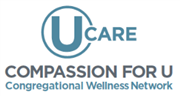 U CARE
COMPASSION FOR U
Congregational Wellness Network